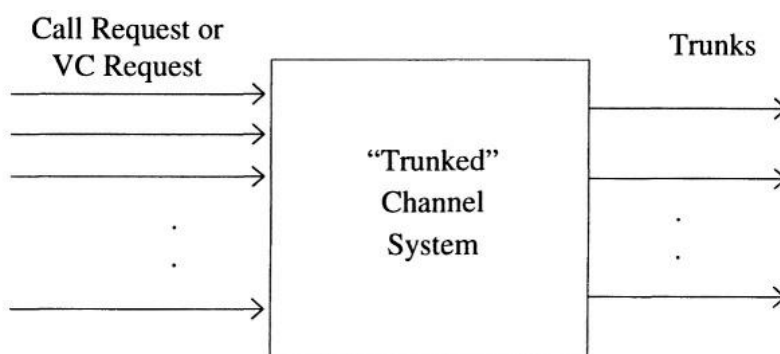 Call Request or
VC Request
Trunks
“Trunked”
Channel
System